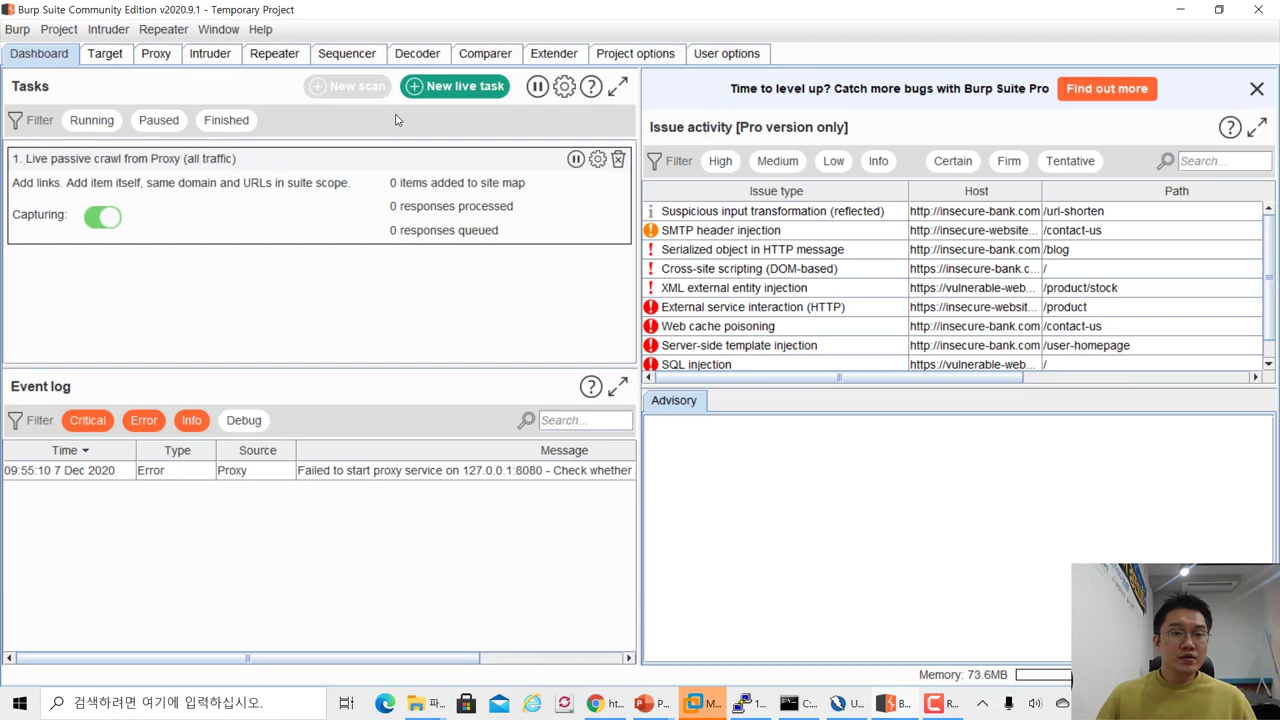 Burp Suite Community Edition v2020.9.1 - Temporary Project
Burp Project Intruder Repeater Window Help
Dashboard Target Proxy Intruder Repeater Sequencer Decoder Comparer Extender Project options User options
Tasks
New scan
New live task
Filter Running Paused Finished
1. Live passive crawl from Proxy (all traffic)
Add links. Add item itself, same domain and URLs in suite scope.
Capturing:
0 items added to site map
0 responses processed
0 responses queued
Event log
Filter Critical Error Info Debug Search...
Time Type Source Message
09:55:10 7 Dec 2020 Error Proxy Failed to start proxy service on 127.0.0.1:8080 - Check whether
Time to level up? Catch more bugs with Burp Suite Pro Find out more
Issue activity [Pro version only]
Filter High Medium Low Info Certain Firm Tentative Search...
Issue type Host Path
Suspicious input transformation (reflected) http://insecure-bank.com /url-shorten
SMTP header injection http://insecure-website... /contact-us
Serialized object in HTTP message http://insecure-bank.com /blog
Cross-site scripting (DOM-based) https://insecure-bank.c... /
XML external entity injection https://vulnerable-web... /product/stock
External service interaction (HTTP) https://insecure-websit... /product
Web cache poisoning http://insecure-bank.com /contact-us
Server-side template injection http://insecure-bank.com /user-homepage
SQL injection https://vulnerable-web... /
Advisory
Memory: 73.6MB
검색하려면 여기에 입력하십시오.
파... ht... P... M... 1... C... U... B... R...